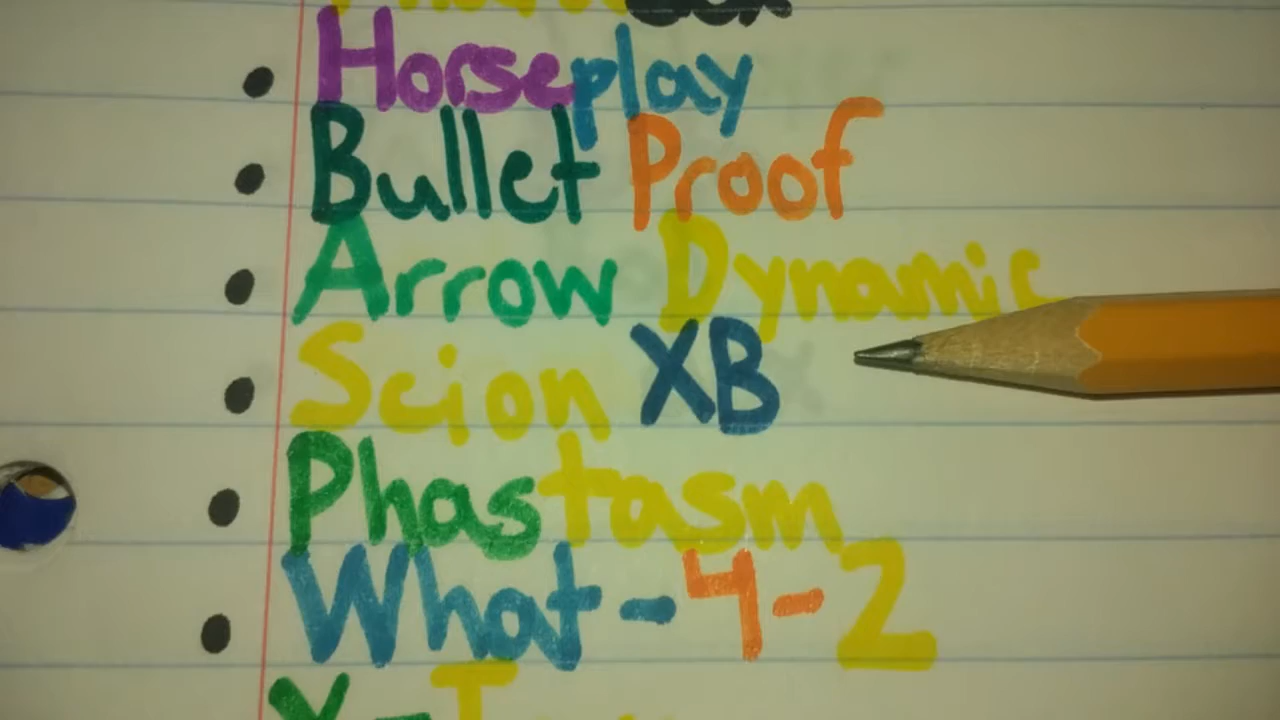 Horseplay
Bullet Proof
Arrow Dynamic
Scion XB
Phastasm
What-4-2